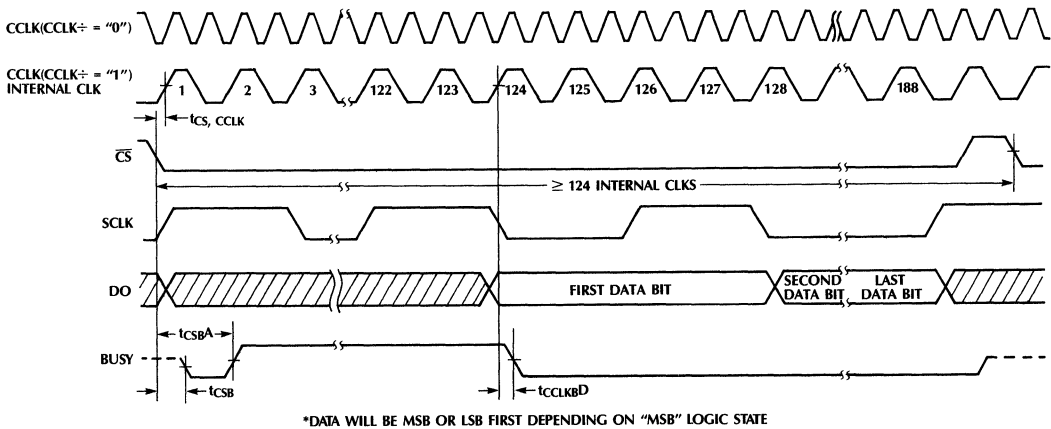 CCLK(CCLK÷ = “0”)
CCLK(CCLK÷ = “1”)
INTERNAL CLK
1 2 3 122 123 124 125 126 127 128 188
tCS, CCLK
CS
≥ 124 INTERNAL CLKS
SCLK
DO
FIRST DATA BIT
SECOND DATA BIT
LAST DATA BIT
tCSBA
BUSY
tCSB
tCCLKBD
*DATA WILL BE MSB OR LSB FIRST DEPENDING ON “MSB” LOGIC STATE